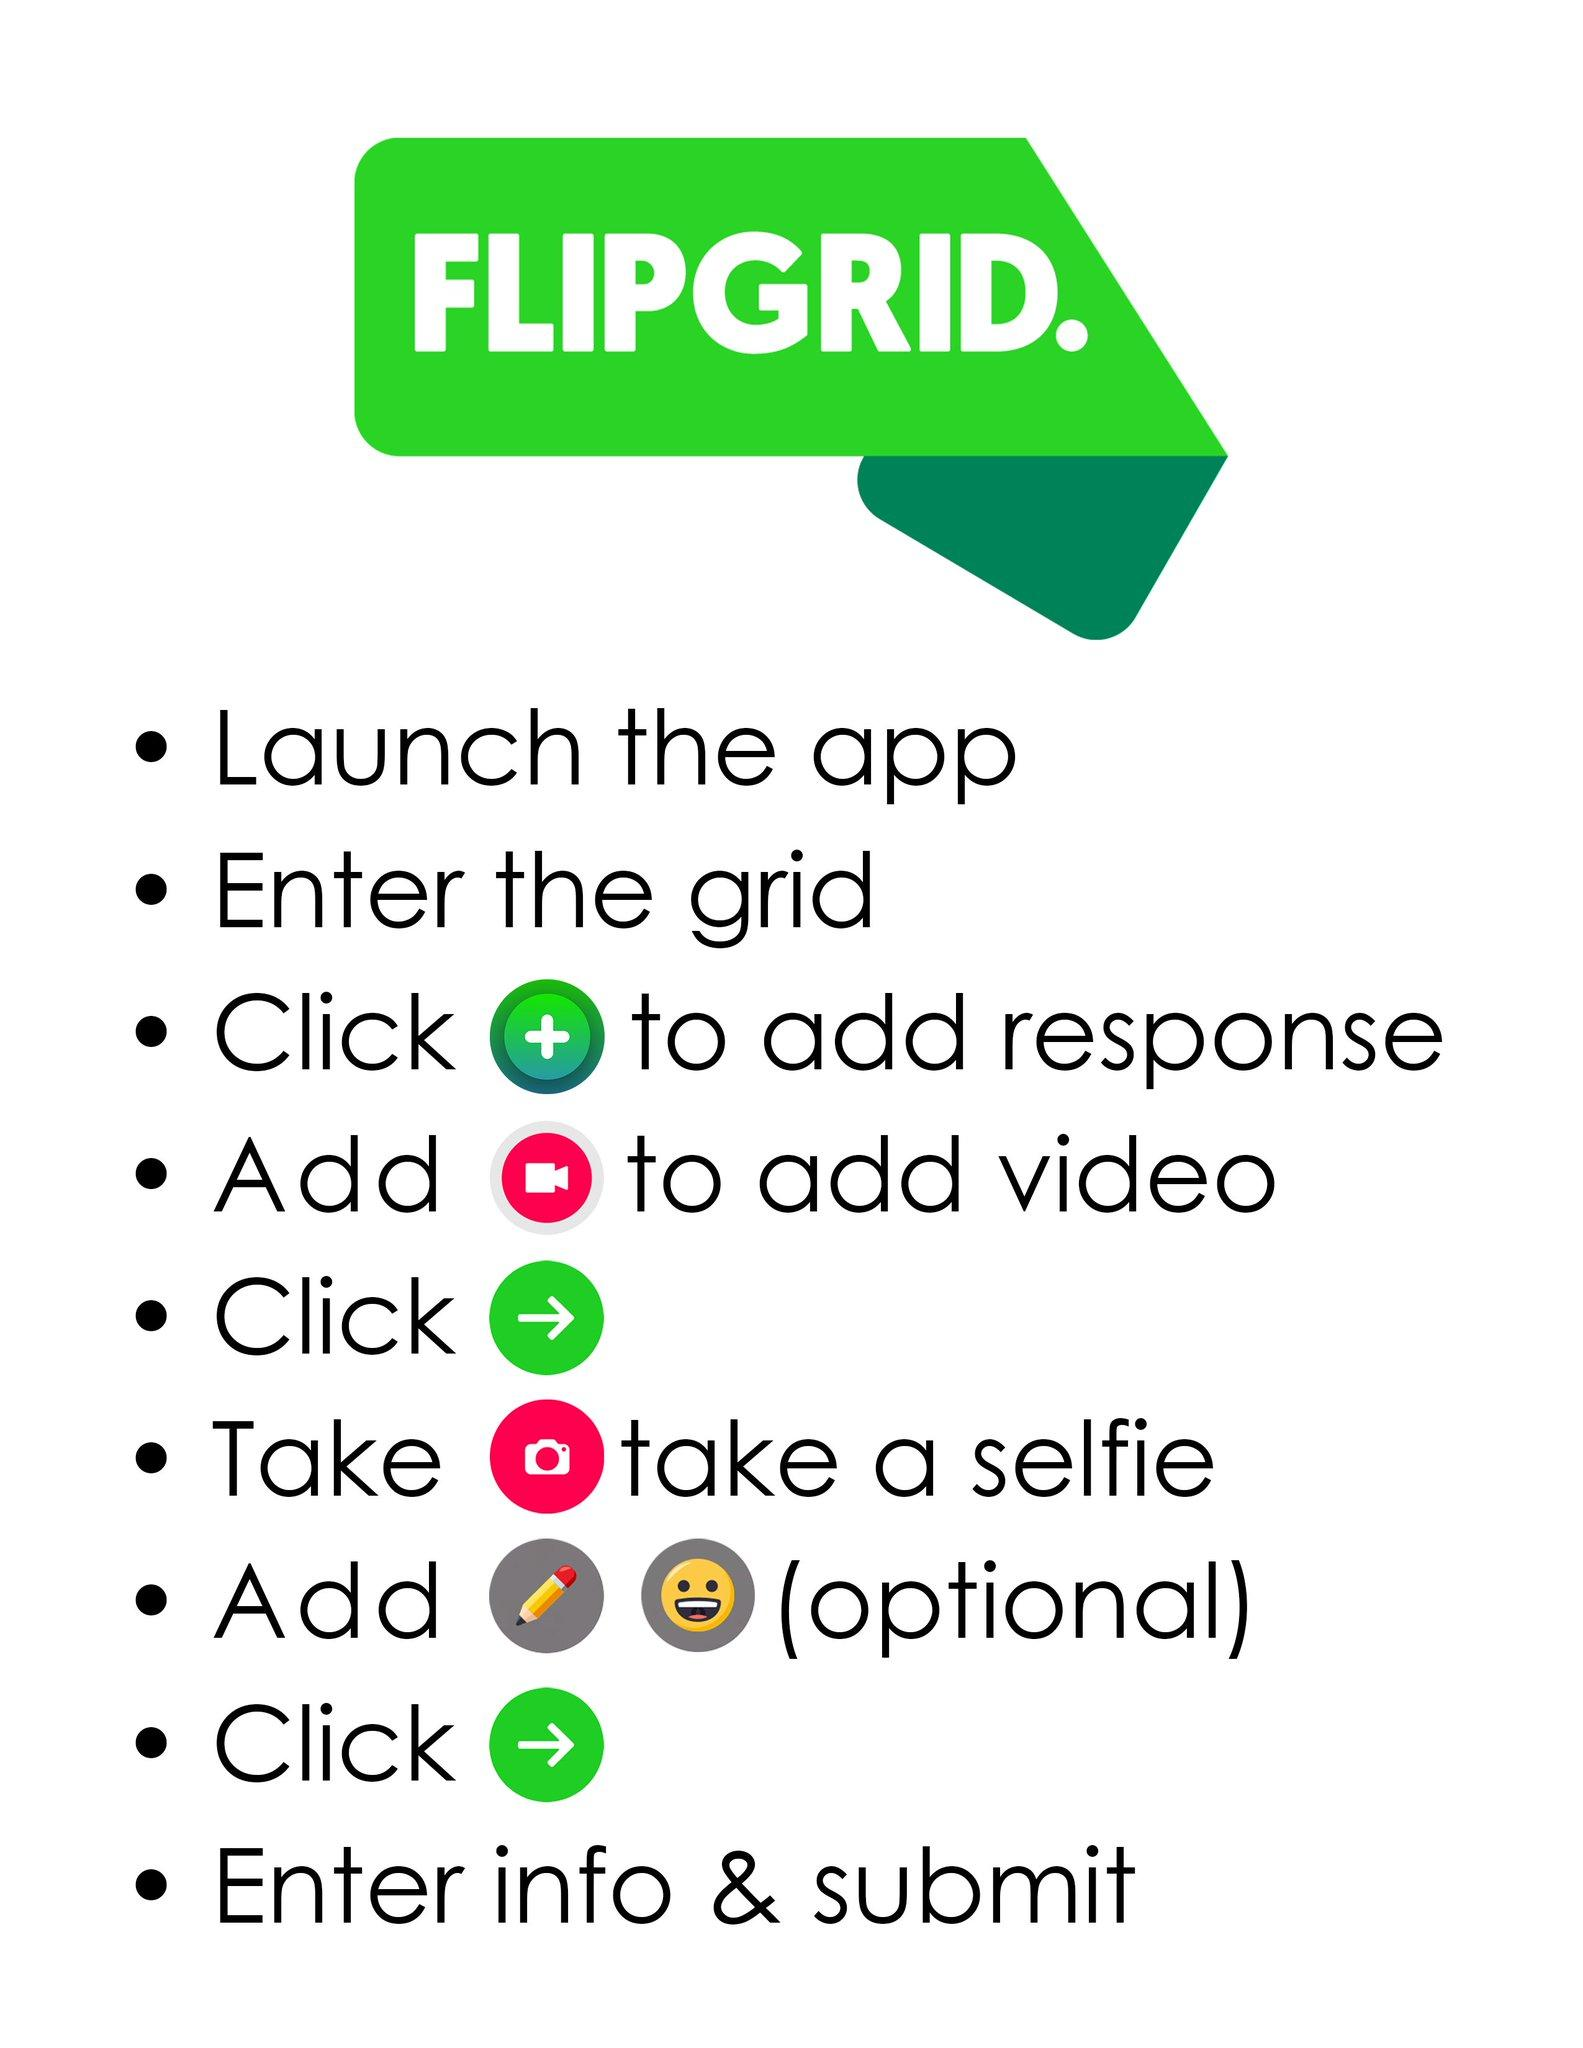 FLIPGRID.
• Launch the app
• Enter the grid
• Click to add response
• Add to add video
• Click
• Take take a selfie
• Add (optional)
• Click
• Enter info & submit